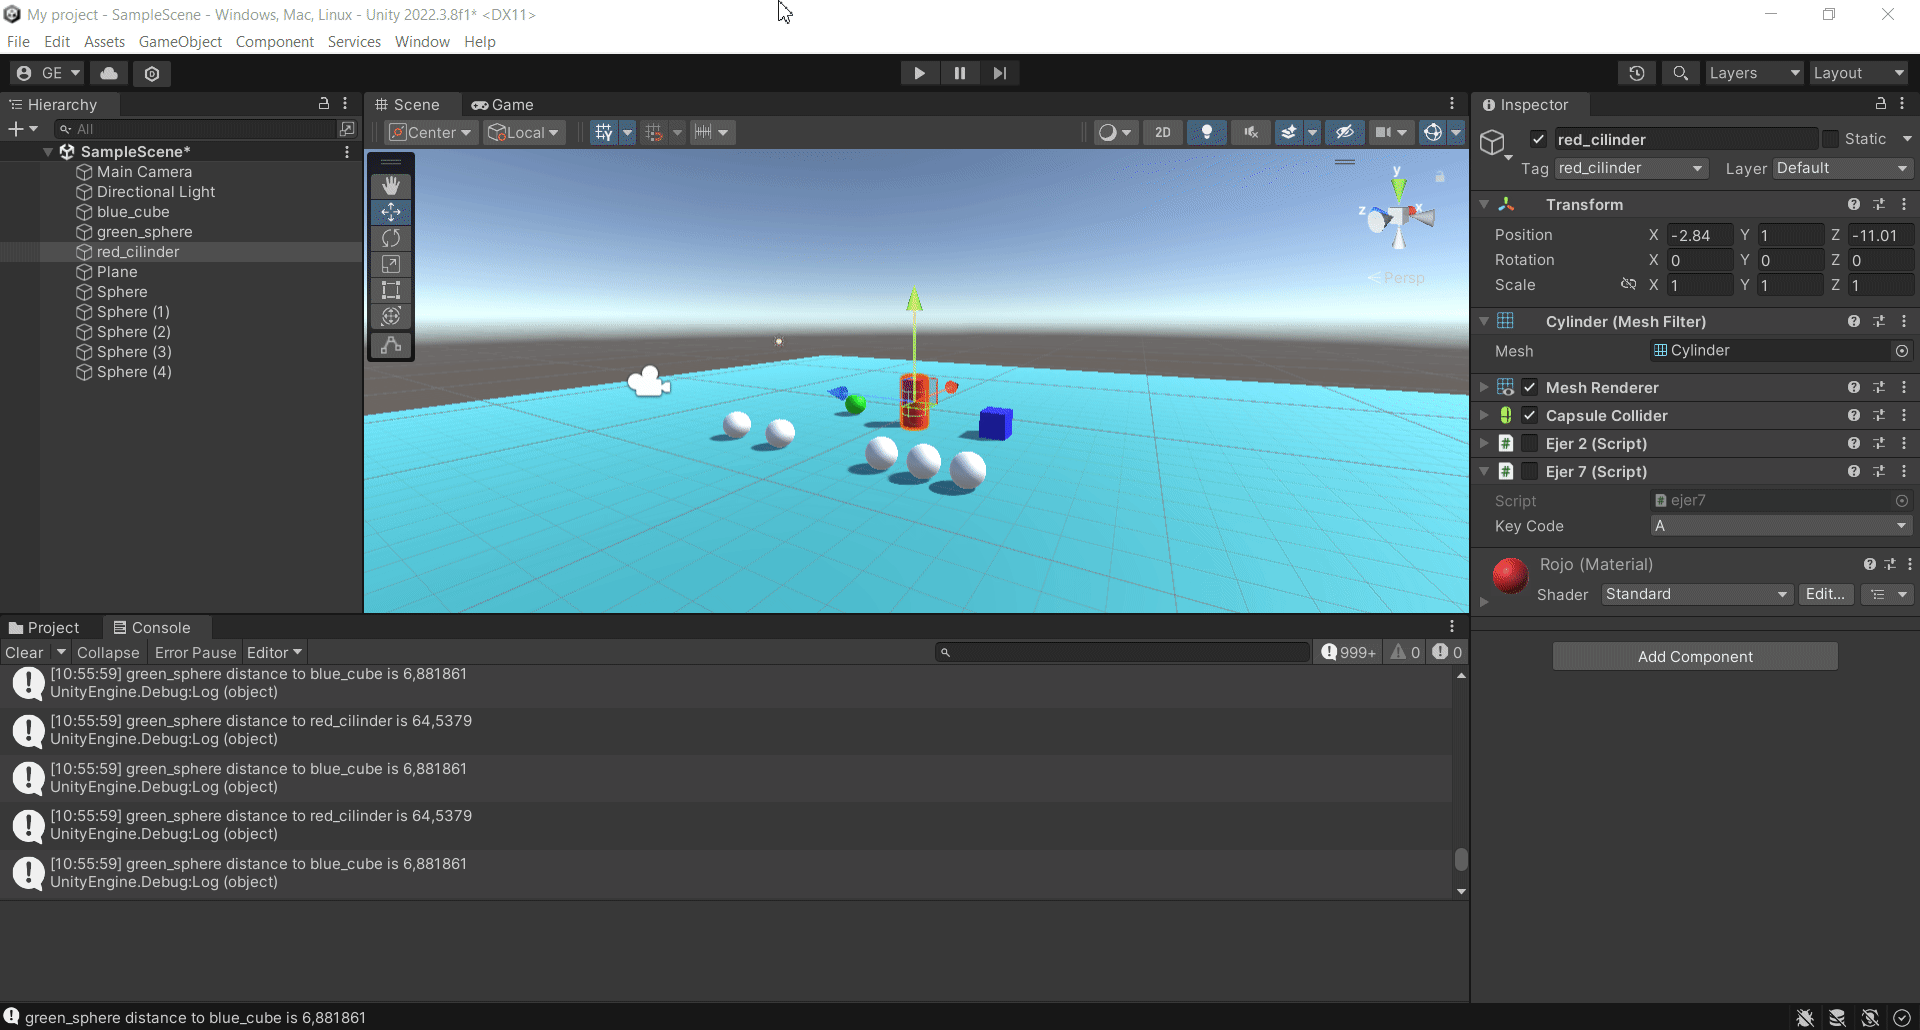 My project - SampleScene - Windows, Mac, Linux - Unity 2022.3.8f1* <DX11>
File Edit Assets GameObject Component Services Window Help
GE
Layers
Layout
Hierarchy
All
SampleScene*
Main Camera
Directional Light
blue_cube
green_sphere
red_cilinder
Plane
Sphere
Sphere (1)
Sphere (2)
Sphere (3)
Sphere (4)
Scene Game
Center Local
2D
y
z
x
Persp
Inspector
red_cilinder
Static
Tag red_cilinder
Layer Default
Transform
Position X -2.84 Y 1 Z -11.01
Rotation X 0 Y 0 Z 0
Scale X 1 Y 1 Z 1
Cylinder (Mesh Filter)
Mesh Cylinder
Mesh Renderer
Capsule Collider
# Ejer 2 (Script)
# Ejer 7 (Script)
Script # ejer7
Key Code A
Rojo (Material)
Shader Standard Edit...
Add Component
Project Console
Clear Collapse Error Pause Editor
999+ 0 0
[10:55:59] green_sphere distance to blue_cube is 6,881861
UnityEngine.Debug:Log (object)
[10:55:59] green_sphere distance to red_cilinder is 64,5379
UnityEngine.Debug:Log (object)
[10:55:59] green_sphere distance to blue_cube is 6,881861
UnityEngine.Debug:Log (object)
[10:55:59] green_sphere distance to red_cilinder is 64,5379
UnityEngine.Debug:Log (object)
[10:55:59] green_sphere distance to blue_cube is 6,881861
UnityEngine.Debug:Log (object)
green_sphere distance to blue_cube is 6,881861